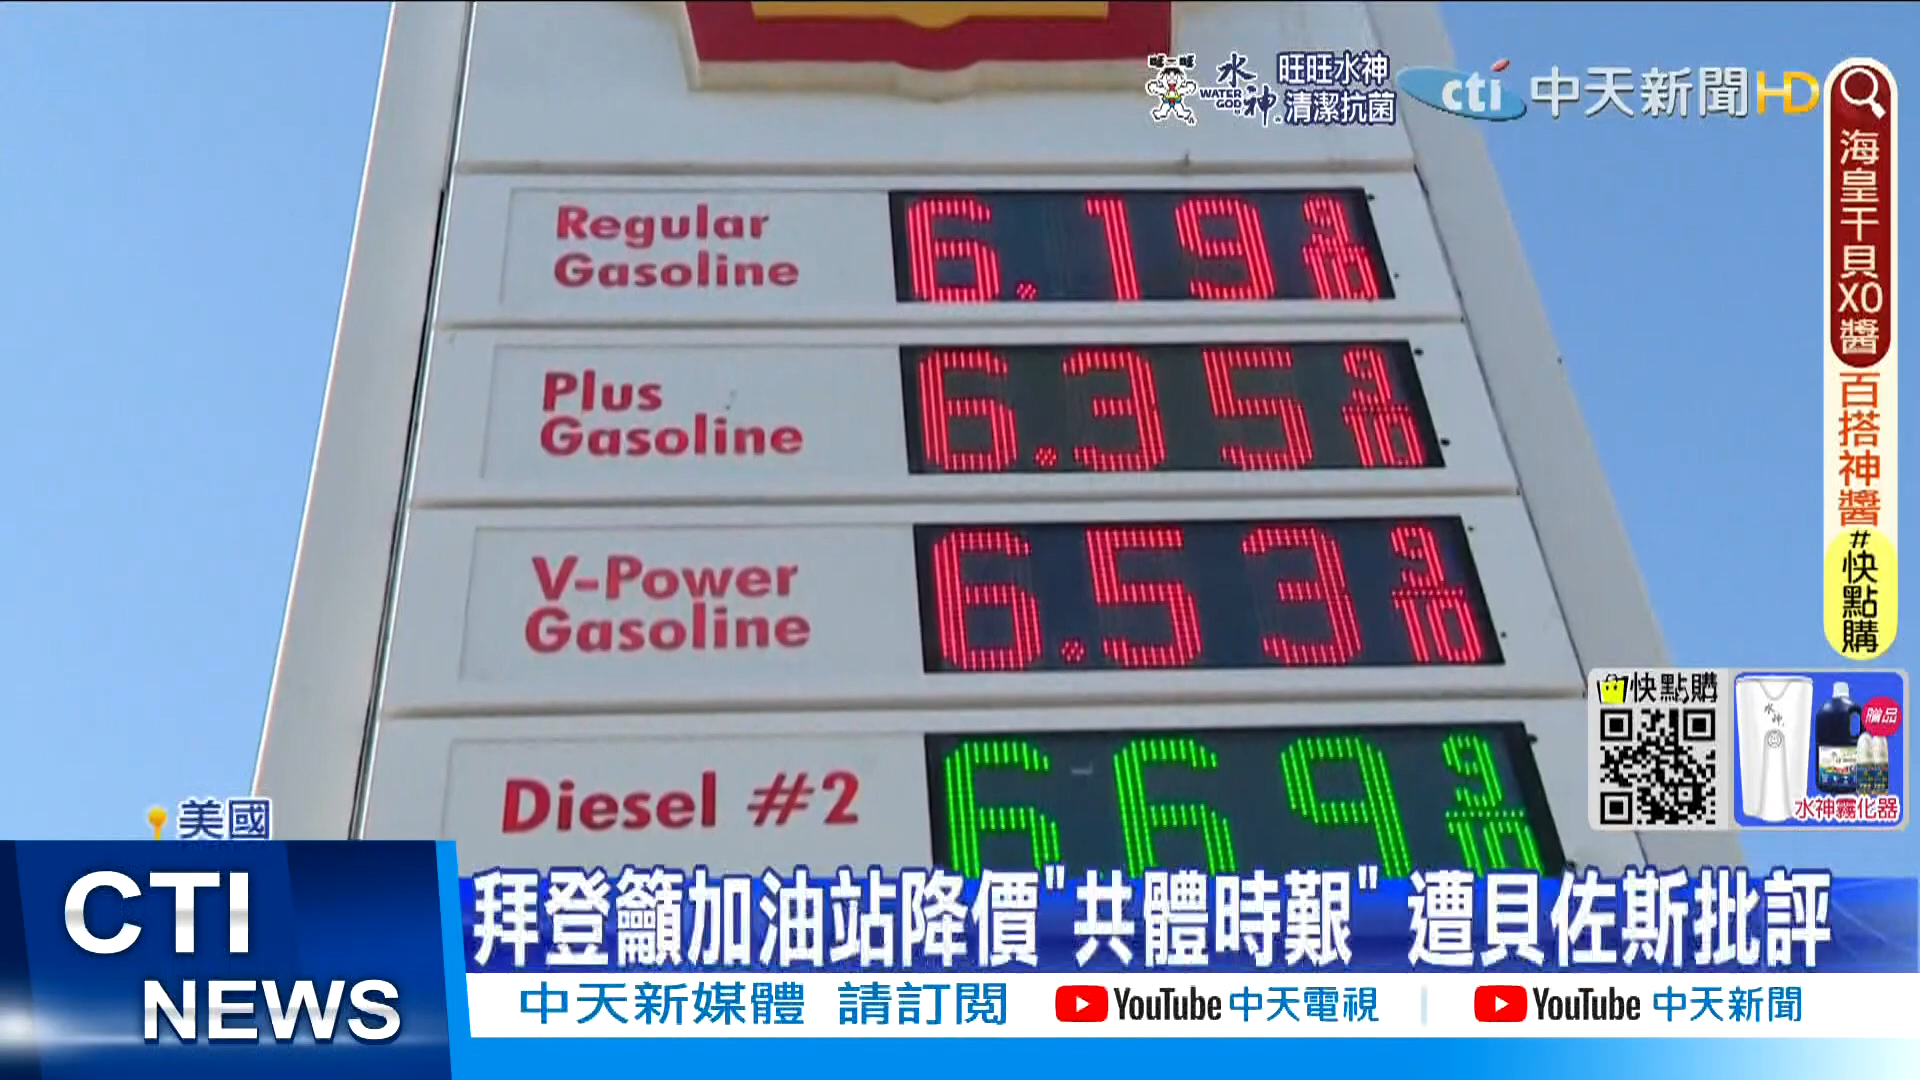 旺旺水神
清潔抗菌
水神
WATER GOD
cti 中天新聞HD
海皇干貝XO醬
百搭神醬
#快點購
Regular
Gasoline
6.19 9/10
Plus
Gasoline
6.35 9/10
V-Power
Gasoline
6.53 9/10
Diesel #2
6.69 9/10
快點購
水神
贈品
水神霧化器
美國
CTI
NEWS
拜登籲加油站降價"共體時艱" 遭貝佐斯批評
中天新媒體 請訂閱 YouTube 中天電視 | YouTube 中天新聞